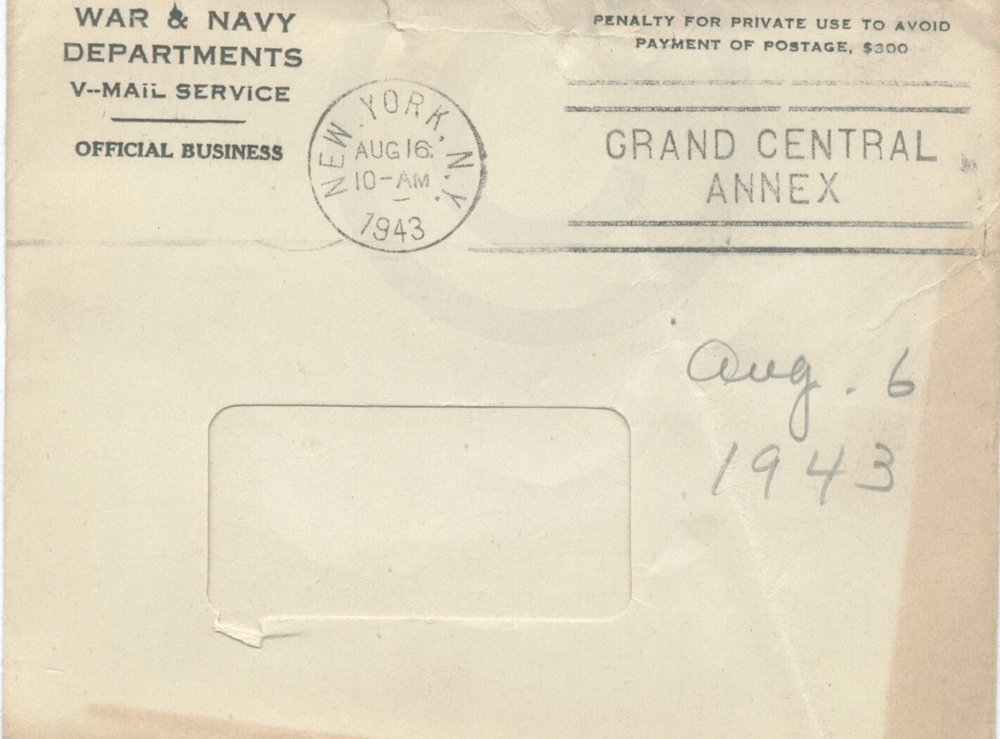 WAR & NAVY
DEPARTMENTS
V--MAiL SERVICE
OFFICIAL BUSINESS
PENALTY FOR PRIVATE USE TO AVOID
PAYMENT OF POSTAGE, $300
NEW YORK, N.Y.
AUG 16
10-AM
1943
GRAND CENTRAL
ANNEX
Aug. 6
1943